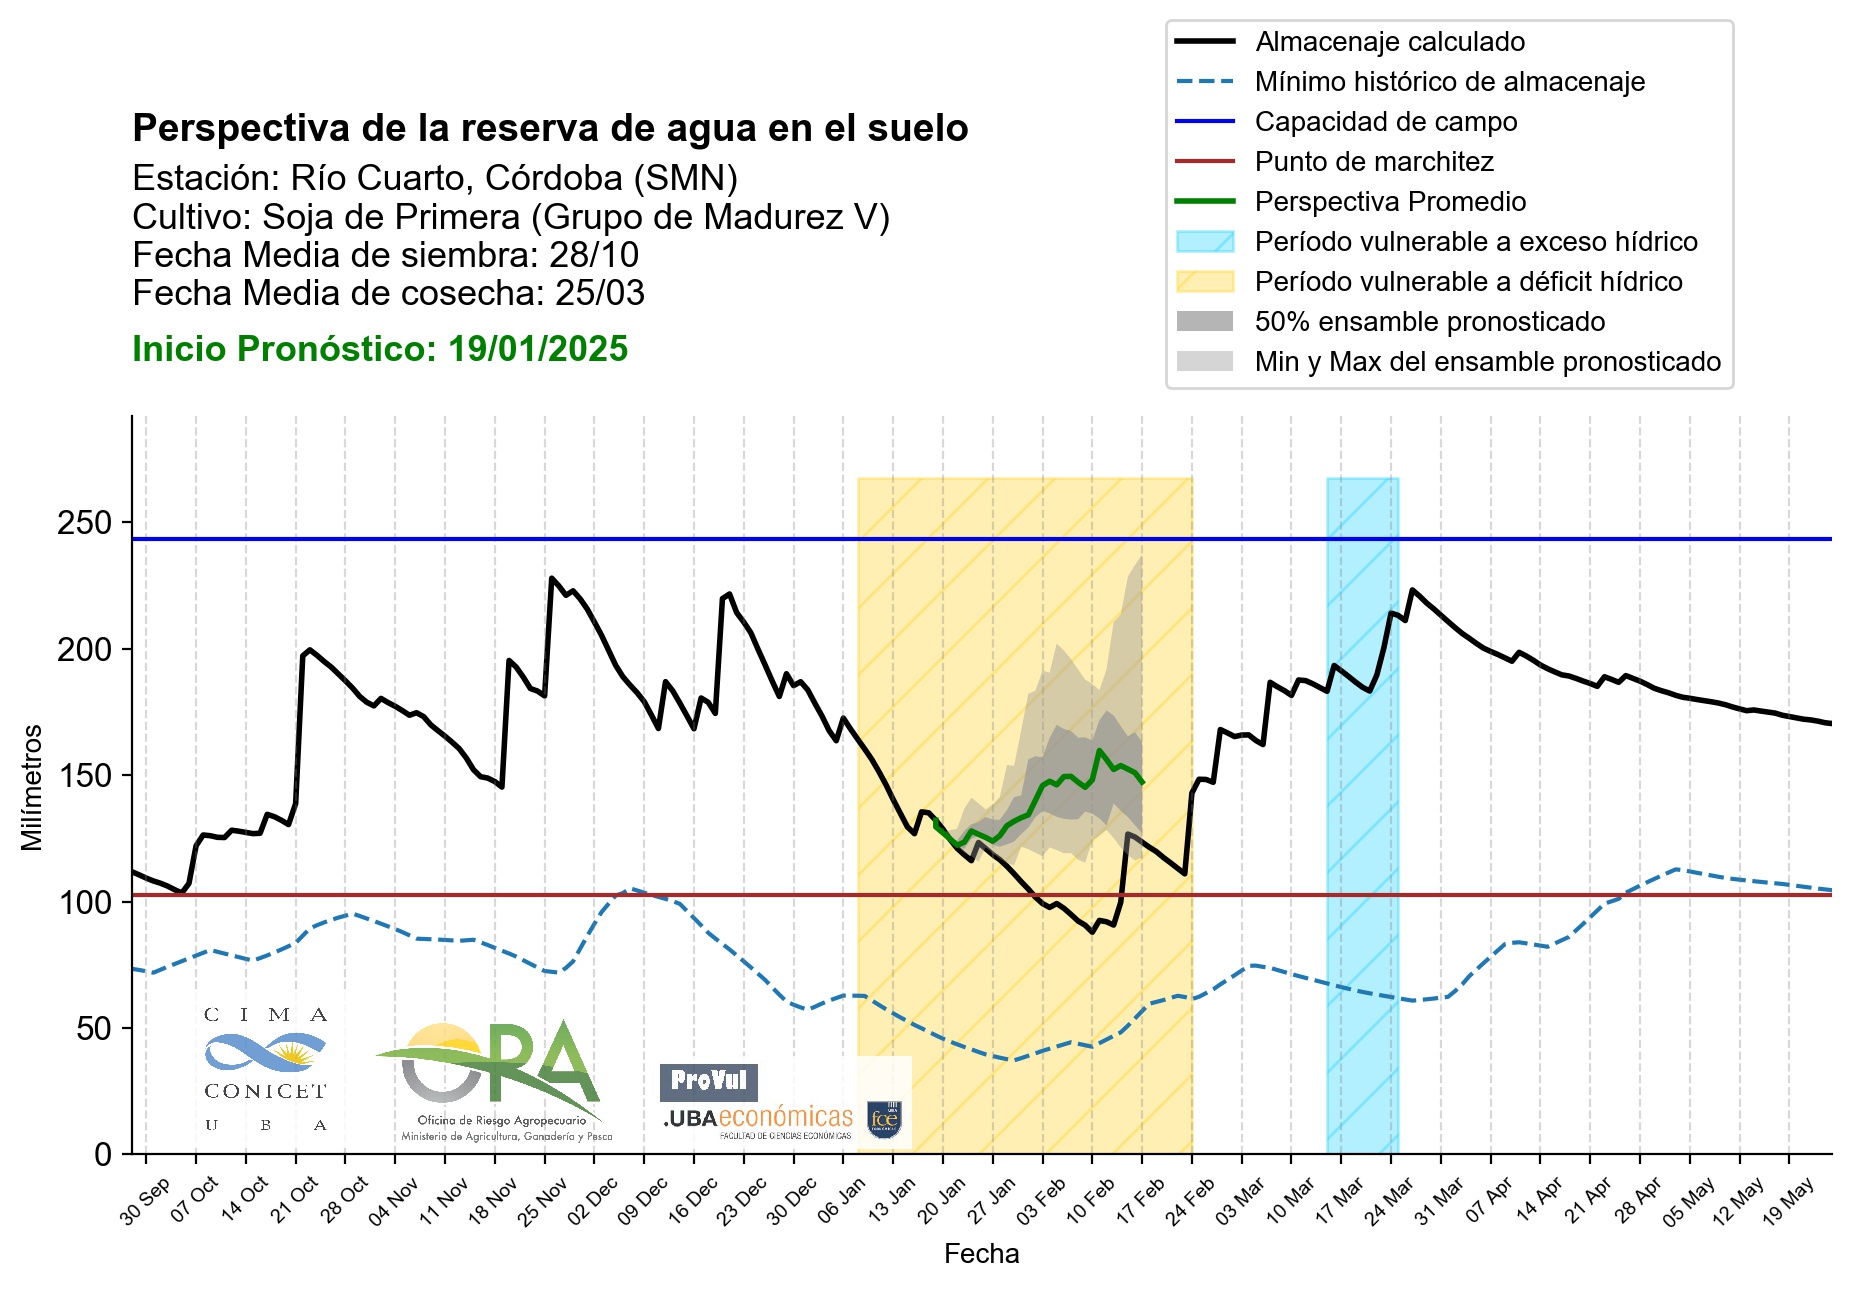 Almacenaje calculado
Mínimo histórico de almacenaje
Capacidad de campo
Punto de marchitez
Perspectiva Promedio
Período vulnerable a exceso hídrico
Período vulnerable a déficit hídrico
50% ensamble pronosticado
Min y Max del ensamble pronosticado
Perspectiva de la reserva de agua en el suelo
Estación: Río Cuarto, Córdoba (SMN)
Cultivo: Soja de Primera (Grupo de Madurez V)
Fecha Media de siembra: 28/10
Fecha Media de cosecha: 25/03
Inicio Pronóstico: 19/01/2025
Milímetros
250
200
150
100
50
0
C I M A
CONICET
U B A
ORA
Oficina de Riesgo Agropecuario
Ministerio de Agricultura, Ganadería y Pesca
ProVul
.UBAeconómicas
FACULTAD DE CIENCIAS ECONÓMICAS
fce
30 Sep
07 Oct
14 Oct
21 Oct
28 Oct
04 Nov
11 Nov
18 Nov
25 Nov
02 Dec
09 Dec
16 Dec
23 Dec
30 Dec
06 Jan
13 Jan
20 Jan
27 Jan
03 Feb
10 Feb
17 Feb
24 Feb
03 Mar
10 Mar
17 Mar
24 Mar
31 Mar
07 Apr
14 Apr
21 Apr
28 Apr
05 May
12 May
19 May
Fecha